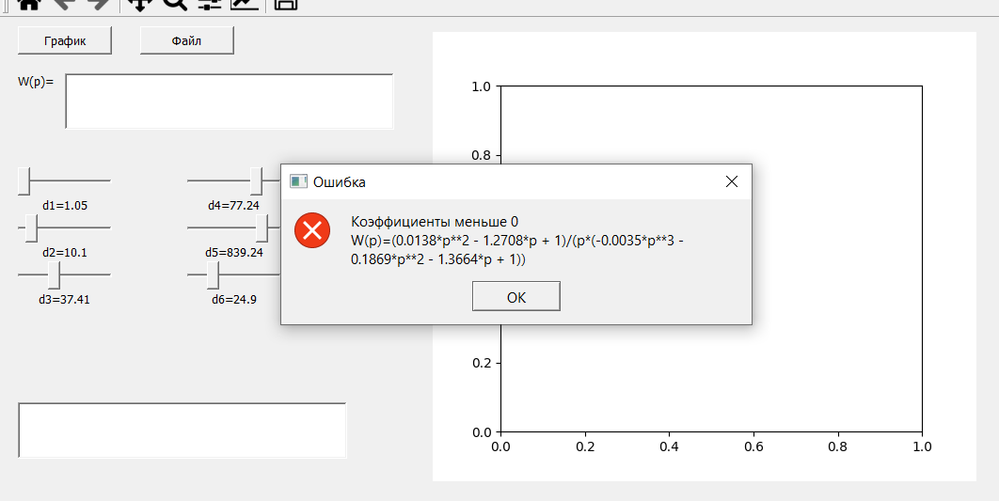 График Файл
W(p)=
1.0
0.8
Ошибка
d1=1.05 d4=77.24
Коэффициенты меньше 0
W(p)=(0.0138*p**2 - 1.2708*p + 1)/(p*(-0.0035*p**3 -
0.1869*p**2 - 1.3664*p + 1))
d2=10.1 d5=839.24
OK
d3=37.41 d6=24.9
0.2
0.0
0.0 0.2 0.4 0.6 0.8 1.0